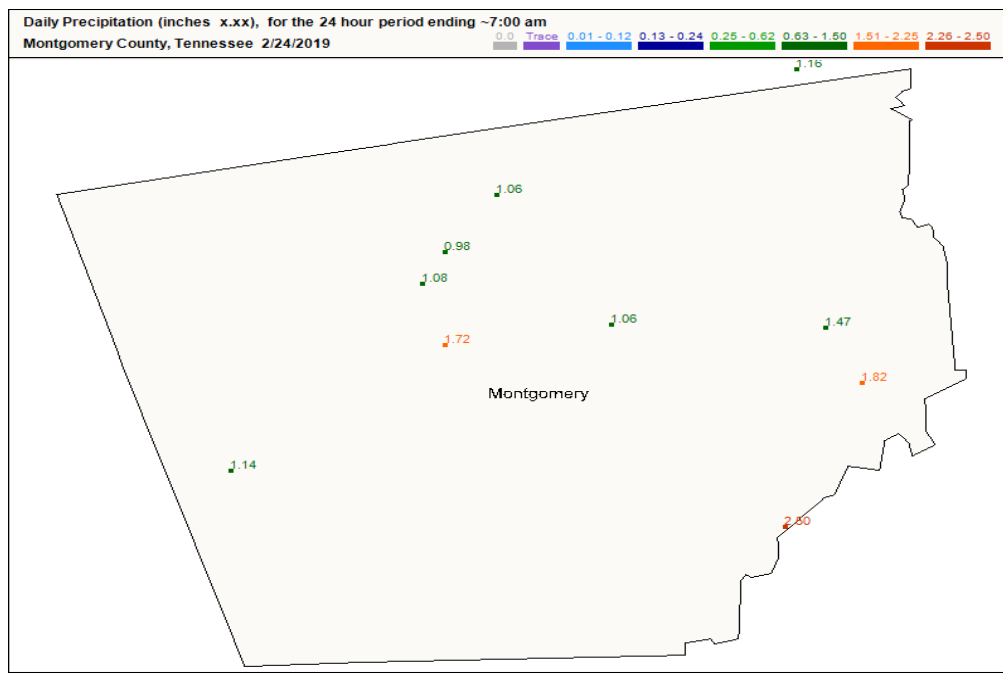 Daily Precipitation (inches x.xx), for the 24 hour period ending ~7:00 am
Montgomery County, Tennessee 2/24/2019
0.0 Trace 0.01 - 0.12 0.13 - 0.24 0.25 - 0.62 0.63 - 1.50 1.51 - 2.25 2.26 - 2.50
1.16
1.06
0.98
1.08
1.06
1.47
1.72
1.82
Montgomery
1.14
2.50